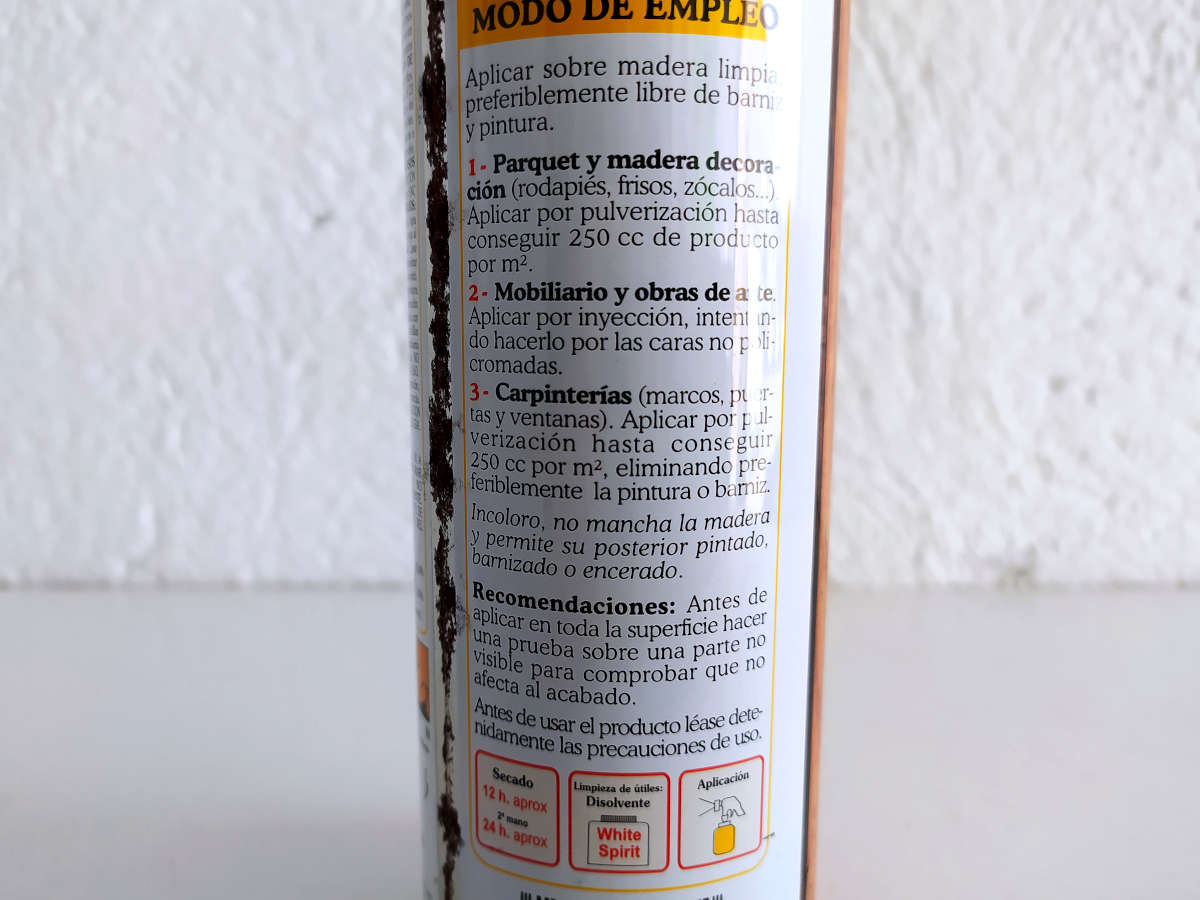 MODO DE EMPLEO
Aplicar sobre madera limpia
preferiblemente libre de barniz
y pintura.
1- Parquet y madera decora-
ción (rodapiés, frisos, zócalos...)
Aplicar por pulverización hasta
conseguir 250 cc de producto
por m².
2- Mobiliario y obras de arte.
Aplicar por inyección, intentan-
do hacerlo por las caras no poli-
cromadas.
3- Carpinterías (marcos, puer-
tas y ventanas). Aplicar por pul-
verización hasta conseguir
250 cc por m², eliminando pre-
feriblemente la pintura o barniz.
Incoloro, no mancha la madera
y permite su posterior pintado,
barnizado o encerado.
Recomendaciones: Antes de
aplicar en toda la superficie hacer
una prueba sobre una parte no
visible para comprobar que no
afecta al acabado.
Antes de usar el producto léase dete-
nidamente las precauciones de uso.
Secado
12 h. aprox
2ª mano
24 h. aprox
Limpieza de útiles:
Disolvente
White
Spirit
Aplicación